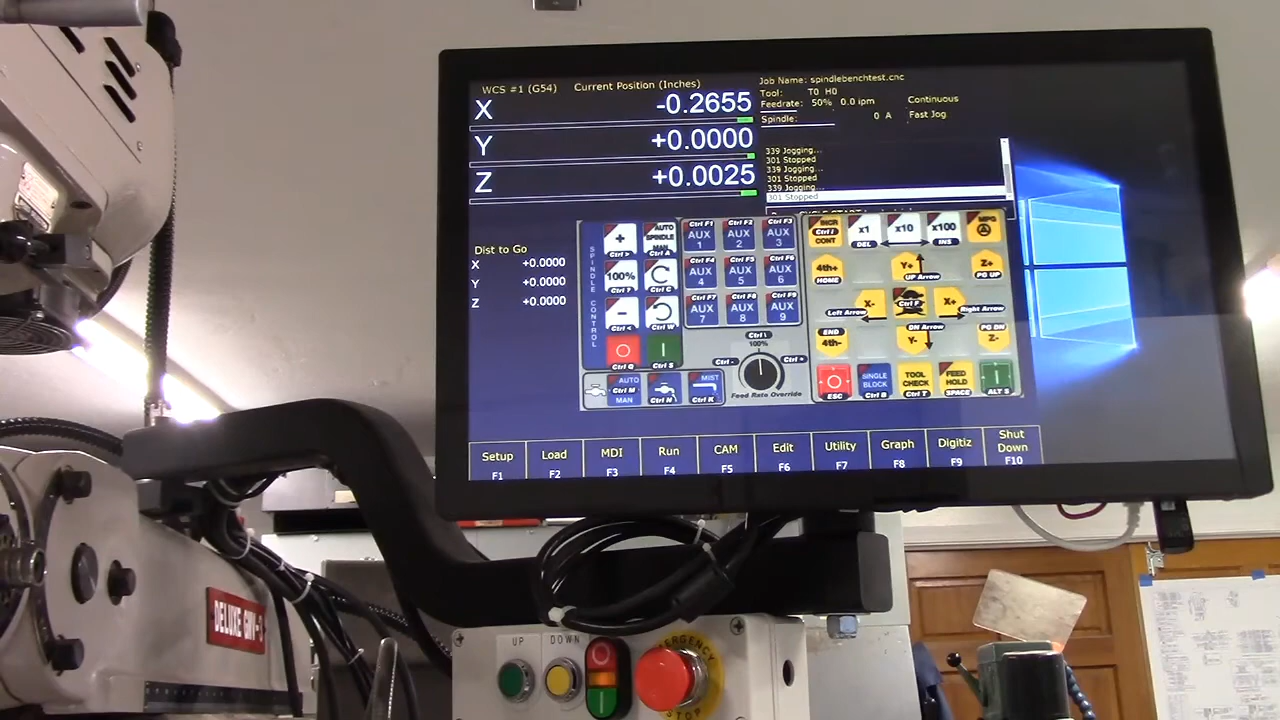 WCS #1 (G54) Current Position (Inches)
X -0.2655
Y +0.0000
Z +0.0025
Job Name: spindlebenchtest.cnc
Tool: T0 H0
Feedrate: 50% 0.0 ipm Continuous
Spindle: 0 A Fast Jog
339 Jogging...
301 Stopped
339 Jogging...
301 Stopped
339 Jogging...
301 Stopped
Dist to Go
X +0.0000
Y +0.0000
Z +0.0000
SPINDLE CONTROL
+ Ctrl >
AUTO SPINDLE MAN Ctrl A
100% Ctrl Y
Ctrl C
- Ctrl <
Ctrl W
Ctrl Q
Ctrl S
AUTO Ctrl M MAN
Ctrl N
MIST Ctrl K
Ctrl F1 AUX 1
Ctrl F2 AUX 2
Ctrl F3 AUX 3
Ctrl F4 AUX 4
Ctrl F5 AUX 5
Ctrl F6 AUX 6
Ctrl F7 AUX 7
Ctrl F8 AUX 8
Ctrl F9 AUX 9
Ctrl \
100%
Ctrl - Ctrl +
Feed Rate Override
INCR Ctrl I CONT
x1 DEL
x10
x100 INS
MPG
4th+ HOME
Y+ UP Arrow
Z+ PG UP
X- Left Arrow
Ctrl F
X+ Right Arrow
END 4th-
DN Arrow Y-
PG DN Z-
ESC
SINGLE BLOCK Ctrl B
TOOL CHECK Ctrl T
FEED HOLD SPACE
ALT S
Setup F1
Load F2
MDI F3
Run F4
CAM F5
Edit F6
Utility F7
Graph F8
Digitiz F9
Shut Down F10
DELUXE
UP DOWN
EMERGENCY
STOP